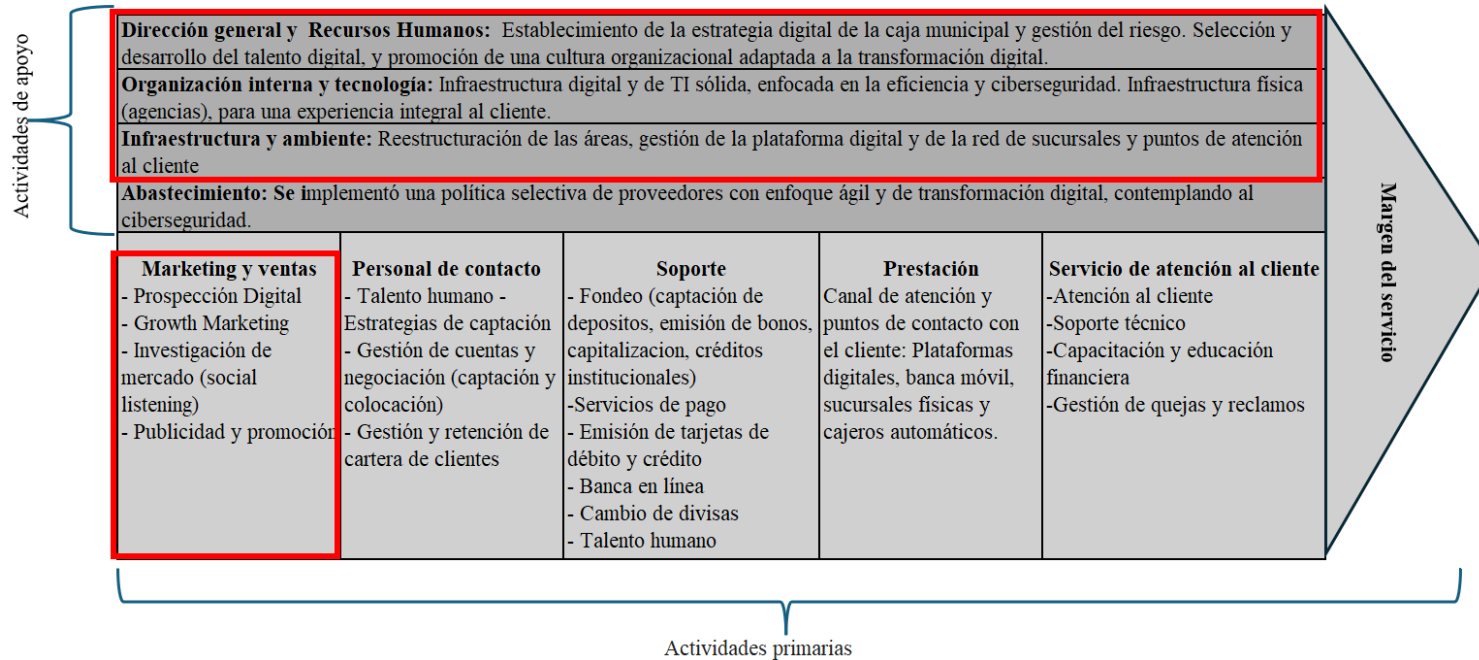 Actividades de apoyo
Dirección general y Recursos Humanos: Establecimiento de la estrategia digital de la caja municipal y gestión del riesgo. Selección y
desarrollo del talento digital, y promoción de una cultura organizacional adaptada a la transformación digital.
Organización interna y tecnología: Infraestructura digital y de TI sólida, enfocada en la eficiencia y ciberseguridad. Infraestructura física
(agencias), para una experiencia integral al cliente.
Infraestructura y ambiente: Reestructuración de las áreas, gestión de la plataforma digital y de la red de sucursales y puntos de atención
al cliente
Abastecimiento: Se implementó una política selectiva de proveedores con enfoque ágil y de transformación digital, contemplando al
ciberseguridad.
Marketing y ventas
- Prospección Digital
- Growth Marketing
- Investigación de
mercado (social
listening)
- Publicidad y promoción
Personal de contacto
- Talento humano -
Estrategias de captación
- Gestión de cuentas y
negociación (captación y
colocación)
- Gestión y retención de
cartera de clientes
Soporte
- Fondeo (captación de
depositos, emisión de bonos,
capitalizacion, créditos
institucionales)
-Servicios de pago
- Emisión de tarjetas de
débito y crédito
- Banca en línea
- Cambio de divisas
- Talento humano
Prestación
Canal de atención y
puntos de contacto con
el cliente: Plataformas
digitales, banca móvil,
sucursales físicas y
cajeros automáticos.
Servicio de atención al cliente
-Atención al cliente
-Soporte técnico
-Capacitación y educación
financiera
-Gestión de quejas y reclamos
Margen del servicio
Actividades primarias